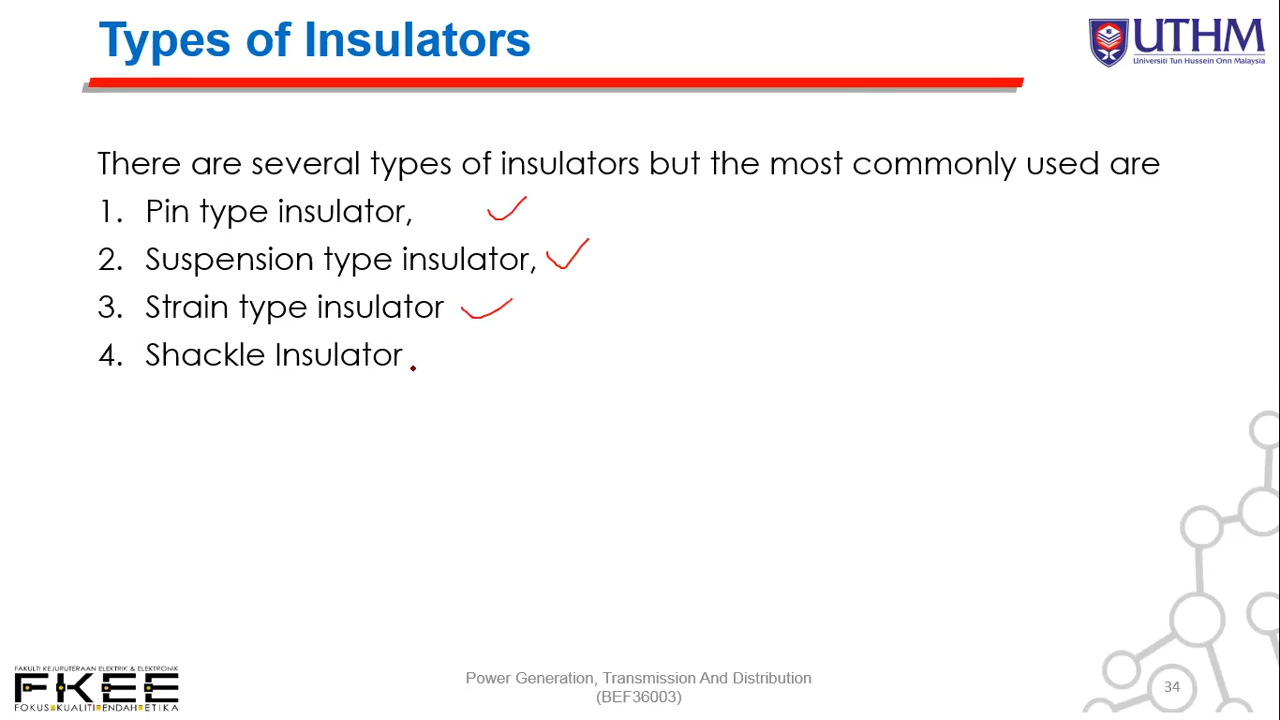 Types of Insulators
UTHM
Universiti Tun Hussein Onn Malaysia
There are several types of insulators but the most commonly used are
1. Pin type insulator,
2. Suspension type insulator,
3. Strain type insulator
4. Shackle Insulator
FAKULTI KEJURUTERAAN ELEKTRIK & ELEKTRONIK
FKEE
FOKUS KUALITI ENDAH ETIKA
Power Generation, Transmission And Distribution
(BEF36003)
34